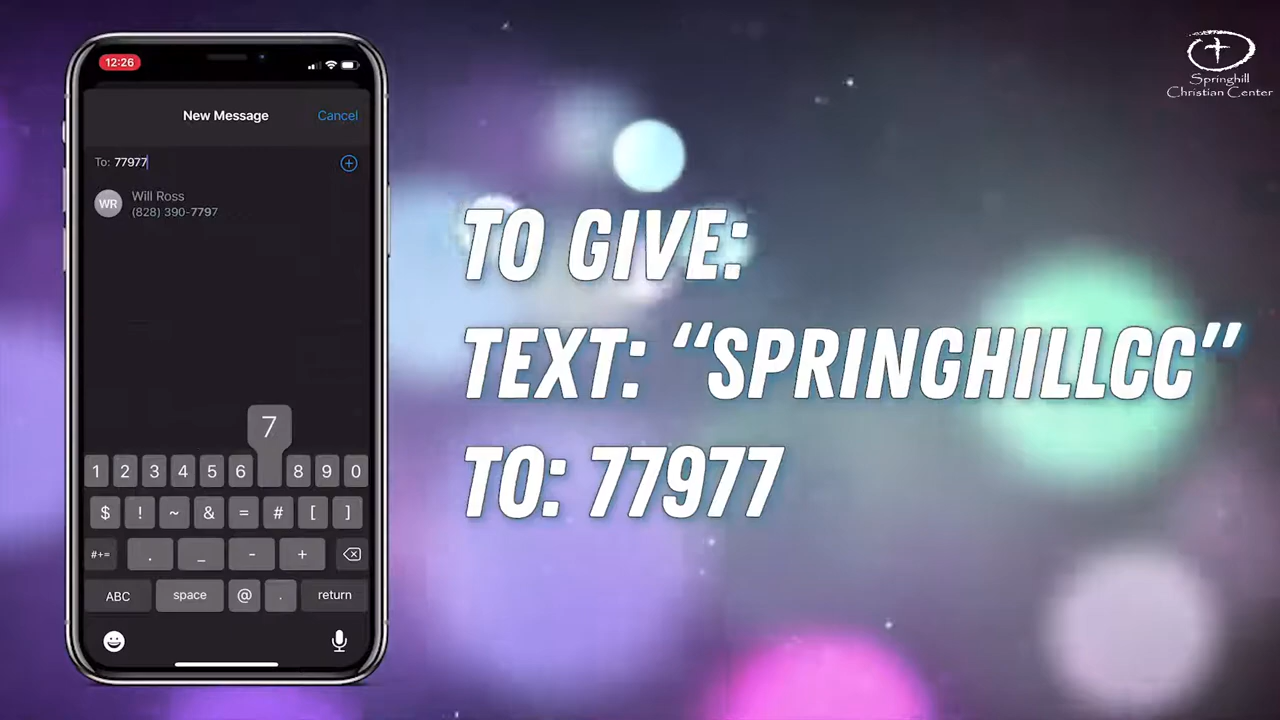 12:26
New Message
Cancel
To: 77977
WR
Will Ross
(828) 390-7797
7
1 2 3 4 5 6 8 9 0
$ ! ~ & = # [ ]
#+= . _ - +
ABC space @ . return
TO GIVE:
TEXT: “SPRINGHILLCC”
TO: 77977
Springhill
Christian Center